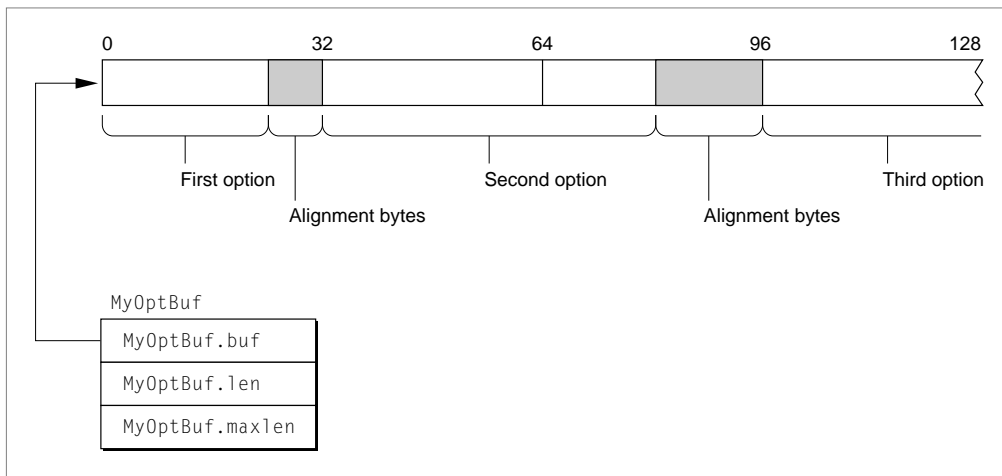 0 32 64 96 128
First option Second option Third option
Alignment bytes Alignment bytes
MyOptBuf
MyOptBuf.buf
MyOptBuf.len
MyOptBuf.maxlen